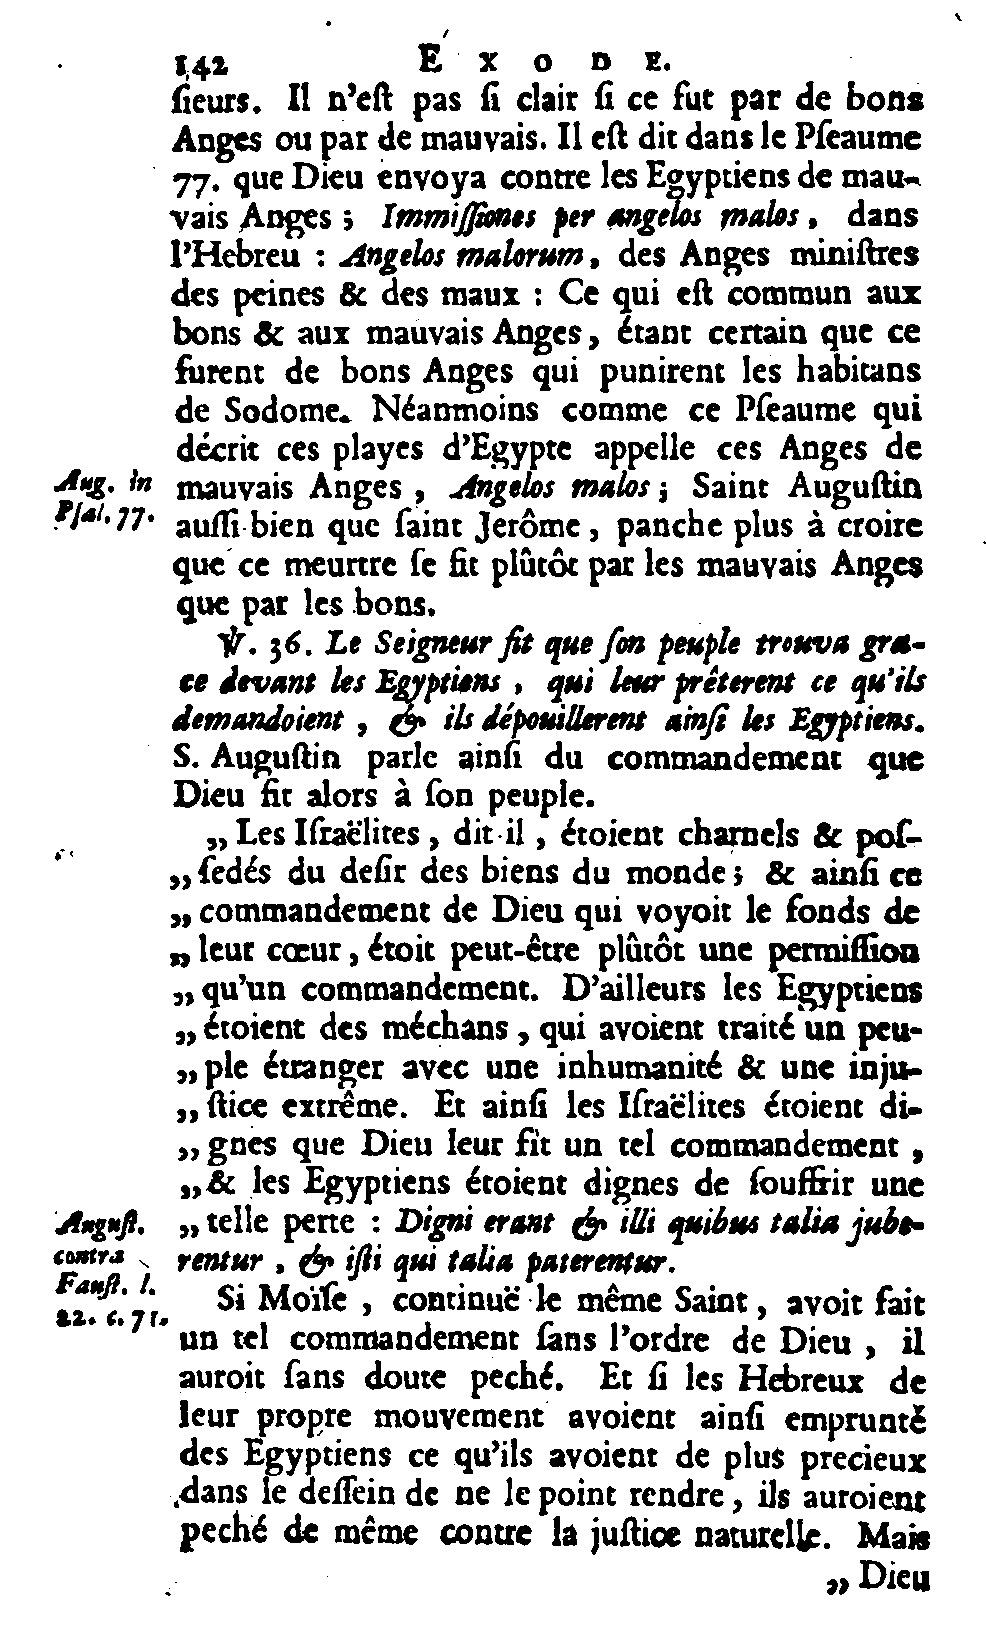 142 EXODE.
ſieurs. Il n'eſt pas ſi clair ſi ce fut par de bons
Anges ou par de mauvais. Il eſt dit dans le Pſeaume
77. que Dieu envoya contre les Egyptiens de mau-
vais Anges ; Immiſſiones per angelos malos, dans
l'Hebreu : Angelos malorum, des Anges miniſtres
des peines & des maux : Ce qui eſt commun aux
bons & aux mauvais Anges, étant certain que ce
furent de bons Anges qui punirent les habitans
de Sodome. Néanmoins comme ce Pſeaume qui
décrit ces playes d'Egypte appelle ces Anges de
Aug. in
Pſal. 77.
mauvais Anges, Angelos malos ; Saint Auguſtin
auſſi bien que ſaint Jerôme, panche plus à croire
que ce meurtre ſe fit plûtôt par les mauvais Anges
que par les bons.
℣. 36. Le Seigneur fit que ſon peuple trouva gra-
ce devant les Egyptiens, qui leur prêterent ce qu'ils
demandoient, & ils dépouillerent ainſi les Egyptiens.
S. Auguſtin parle ainſi du commandement que
Dieu fit alors à ſon peuple.
„ Les Iſraëlites, dit-il, étoient charnels & poſ-
„ ſedés du deſir des biens du monde ; & ainſi ce
„ commandement de Dieu qui voyoit le fonds de
„ leur cœur, étoit peut-être plûtôt une permiſſion
„ qu'un commandement. D'ailleurs les Egyptiens
„ étoient des méchans, qui avoient traité un peu-
„ ple étranger avec une inhumanité & une inju-
„ ſtice extrême. Et ainſi les Iſraëlites étoient di-
„ gnes que Dieu leur fît un tel commandement,
„ & les Egyptiens étoient dignes de ſouffrir une
Auguſt.
contra
Fauſt. l.
22. c. 71.
„ telle perte : Digni erant & illi quibus talia jube-
rentur, & iſti qui talia paterentur.
Si Moïſe, continuë le même Saint, avoit fait
un tel commandement ſans l'ordre de Dieu, il
auroit ſans doute peché. Et ſi les Hebreux de
leur propre mouvement avoient ainſi emprunté
des Egyptiens ce qu'ils avoient de plus precieux
dans le deſſein de ne le point rendre, ils auroient
peché de même contre la juſtice naturelle. Mais
„ Dieu